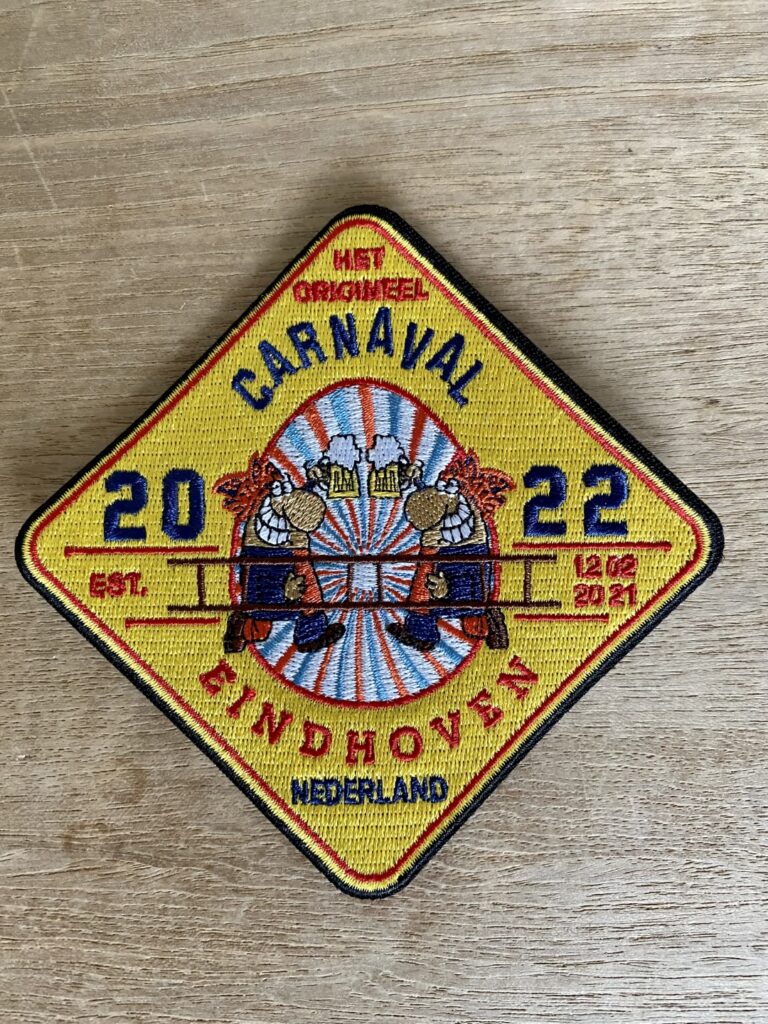 HET
ORIGINEEL
CARNAVAL
20 22
EST. 12 02
20 21
EINDHOVEN
NEDERLAND